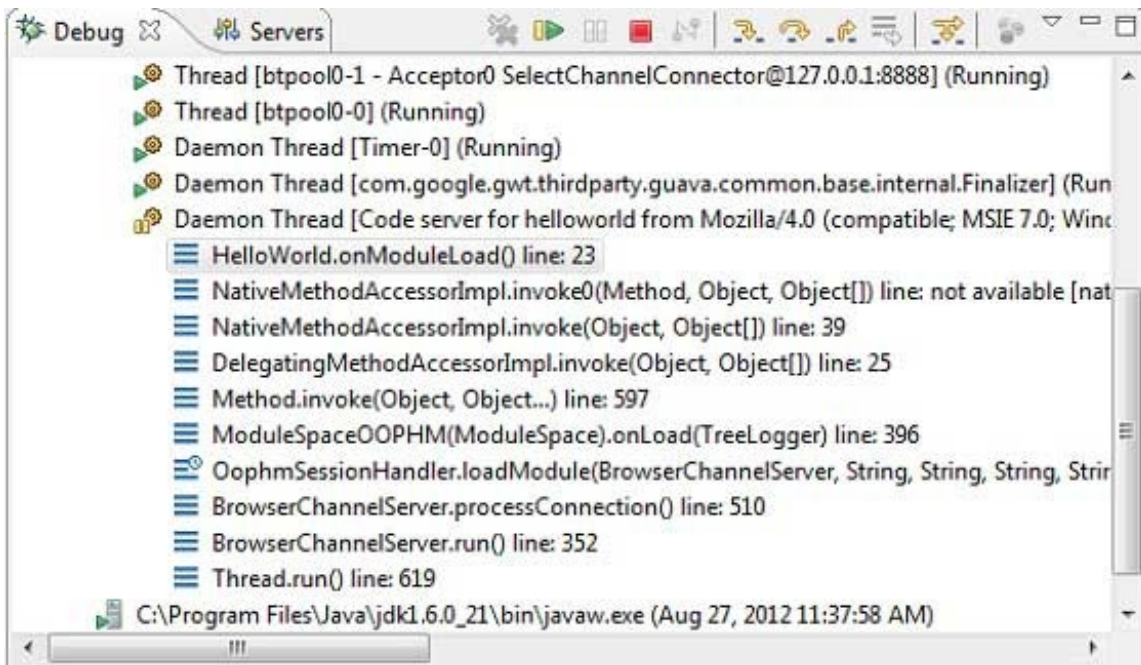 Debug Servers
Thread [btpool0-1 - Acceptor0 SelectChannelConnector@127.0.0.1:8888] (Running)
Thread [btpool0-0] (Running)
Daemon Thread [Timer-0] (Running)
Daemon Thread [com.google.gwt.thirdparty.guava.common.base.internal.Finalizer] (Run
Daemon Thread [Code server for helloworld from Mozilla/4.0 (compatible; MSIE 7.0; Winc
HelloWorld.onModuleLoad() line: 23
NativeMethodAccessorImpl.invoke0(Method, Object, Object[]) line: not available [nat
NativeMethodAccessorImpl.invoke(Object, Object[]) line: 39
DelegatingMethodAccessorImpl.invoke(Object, Object[]) line: 25
Method.invoke(Object, Object...) line: 597
ModuleSpaceOOPHM(ModuleSpace).onLoad(TreeLogger) line: 396
OophmSessionHandler.loadModule(BrowserChannelServer, String, String, String, Strir
BrowserChannelServer.processConnection() line: 510
BrowserChannelServer.run() line: 352
Thread.run() line: 619
C:\Program Files\Java\jdk1.6.0_21\bin\javaw.exe (Aug 27, 2012 11:37:58 AM)